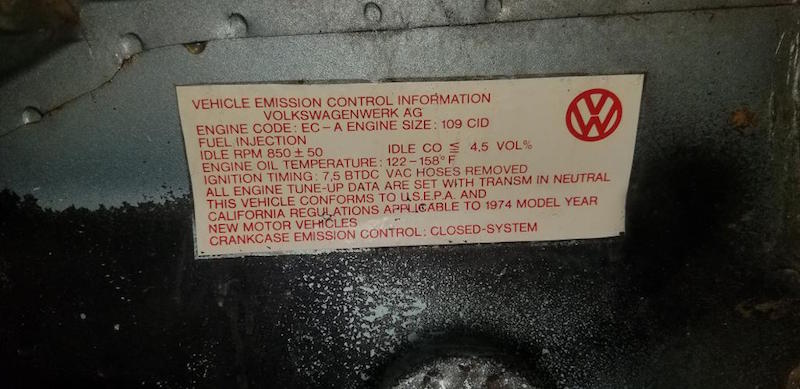 VEHICLE EMISSION CONTROL INFORMATION
VOLKSWAGENWERK AG
ENGINE CODE: EC-A ENGINE SIZE: 109 CID
FUEL INJECTION
IDLE RPM 850 ± 50 IDLE CO ≦ 4,5 VOL%
ENGINE OIL TEMPERATURE: 122-158° F
IGNITION TIMING: 7,5 BTDC VAC HOSES REMOVED
ALL ENGINE TUNE-UP DATA ARE SET WITH TRANSM IN NEUTRAL
THIS VEHICLE CONFORMS TO U.S.E.P.A. AND
CALIFORNIA REGULATIONS APPLICABLE TO 1974 MODEL YEAR
NEW MOTOR VEHICLES
CRANKCASE EMISSION CONTROL: CLOSED-SYSTEM
VW